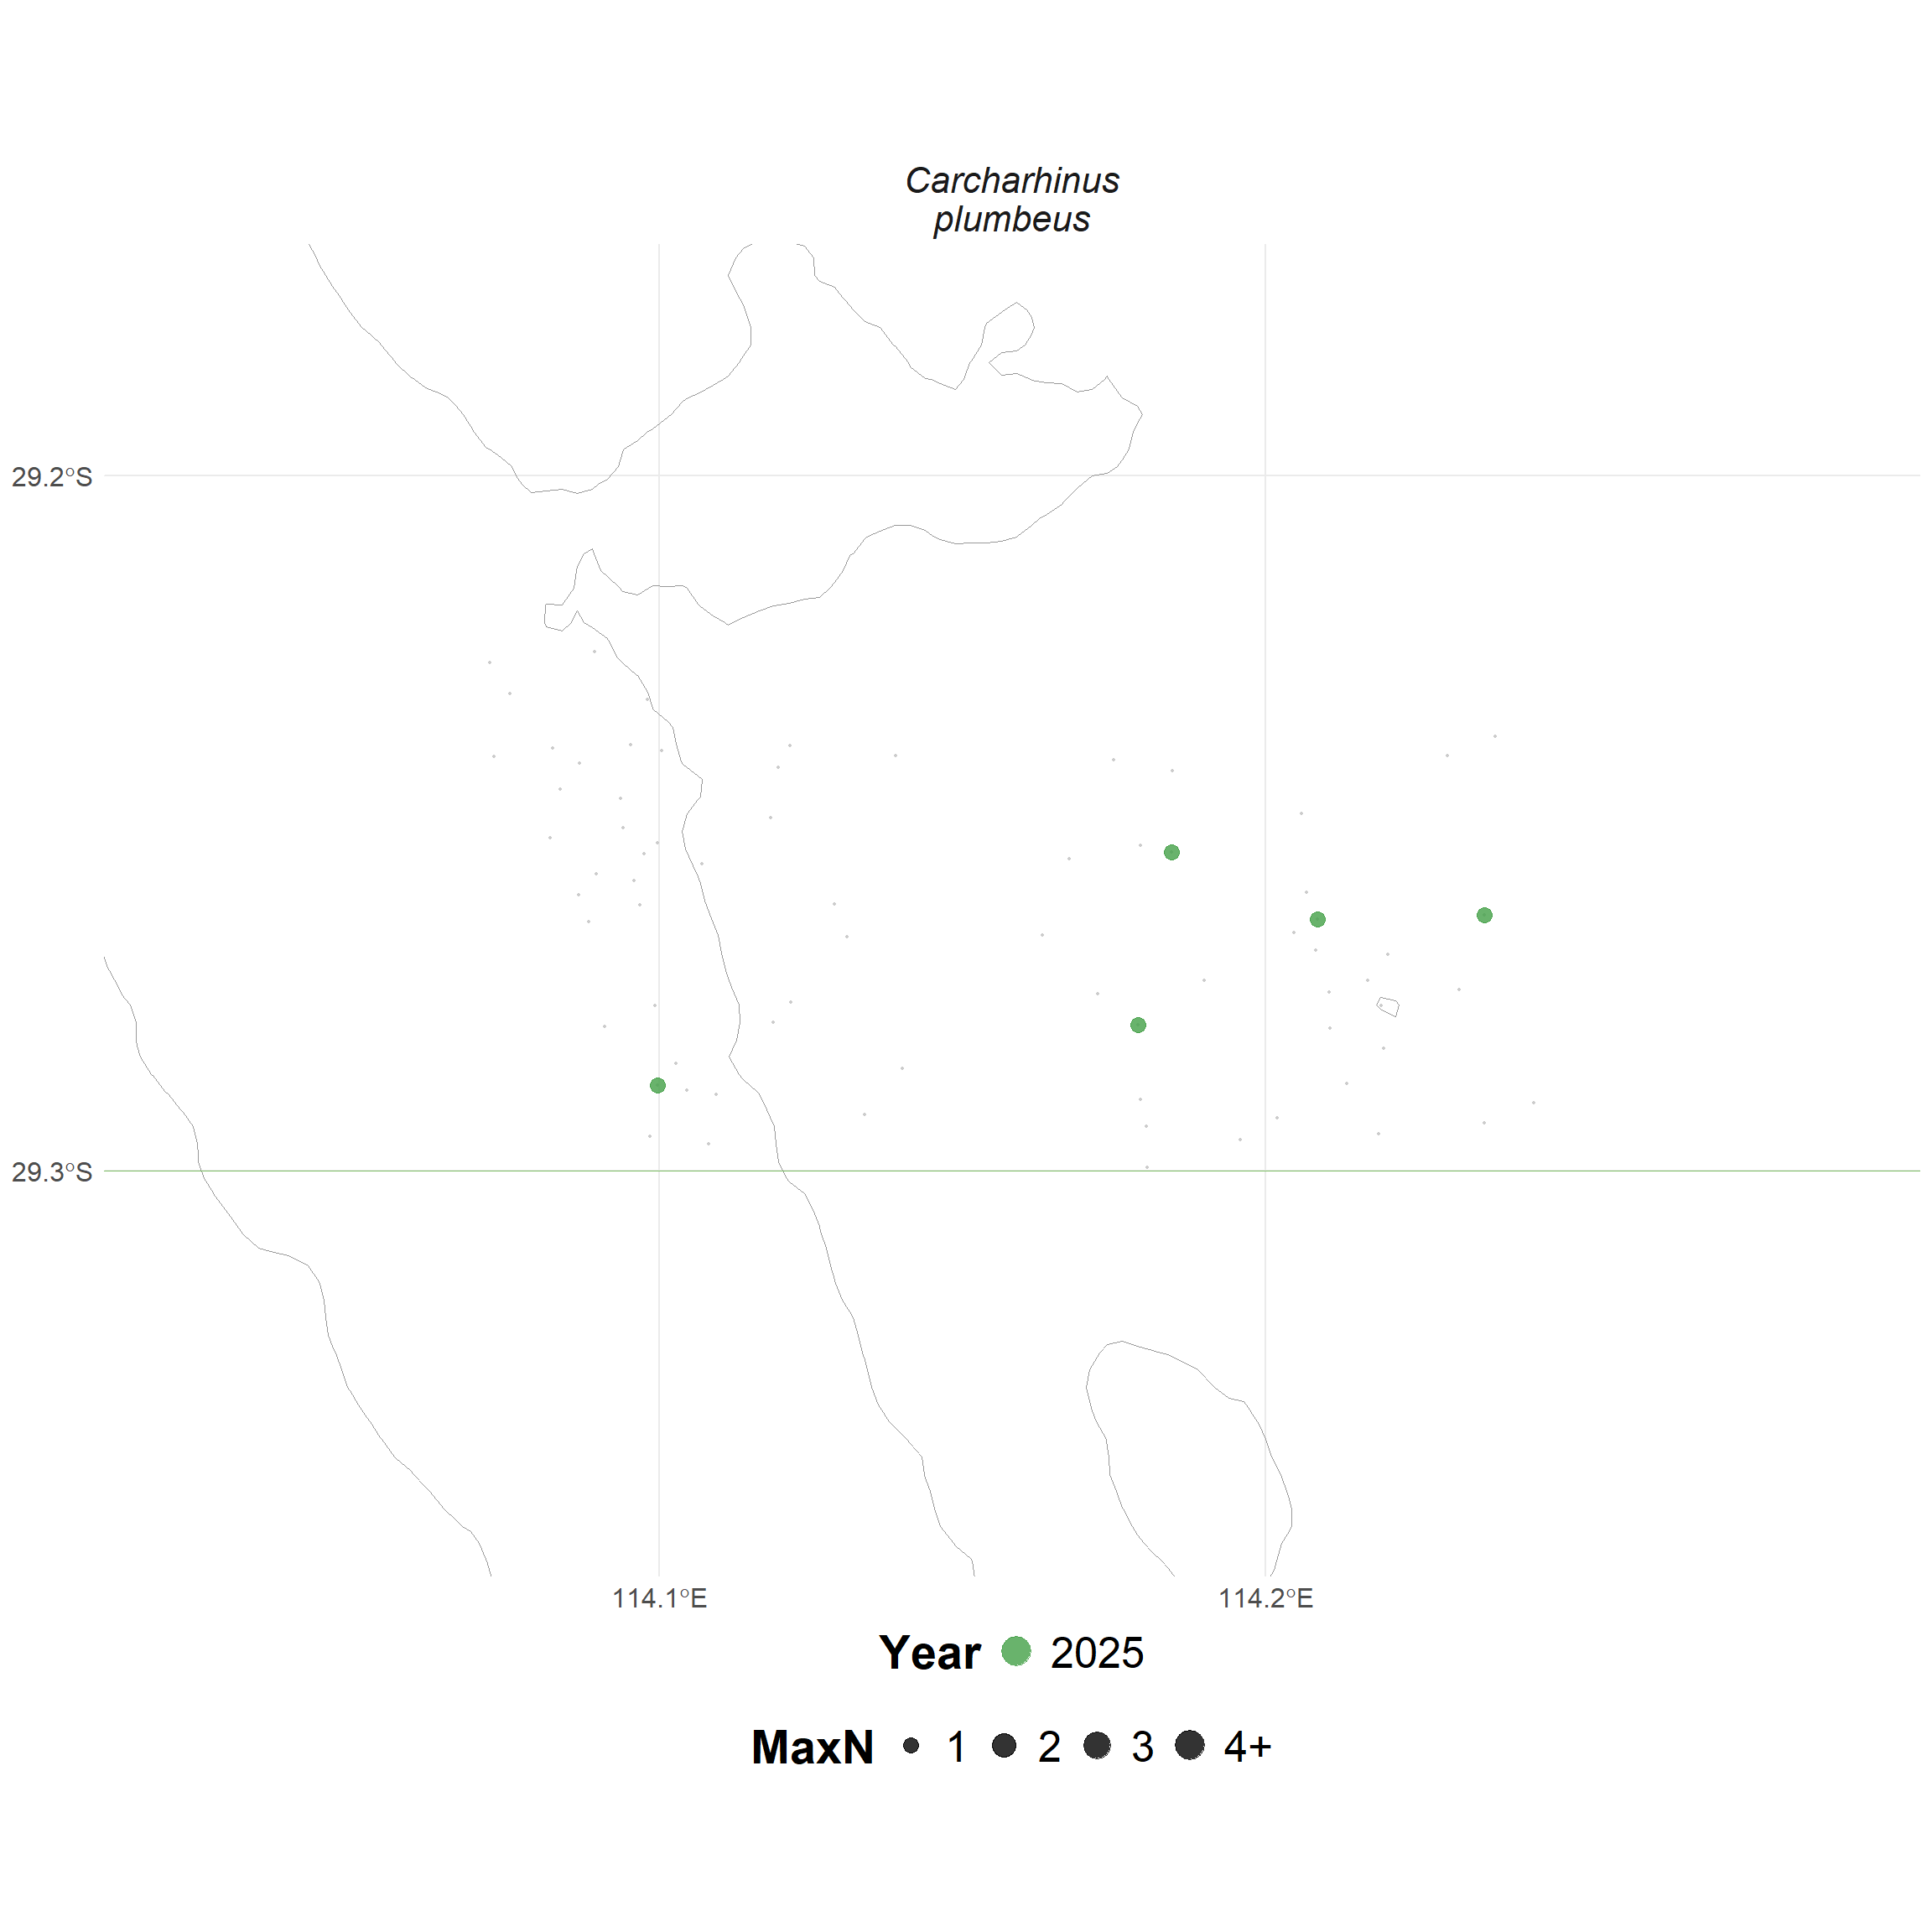 Carcharhinus
plumbeus
29.2°S
29.3°S
114.1°E 114.2°E
Year 2025
MaxN 1 2 3 4+